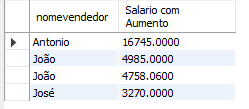 nomevendedor Salario com
Aumento
Antonio 16745.0000
João 4985.0000
João 4758.0600
José 3270.0000